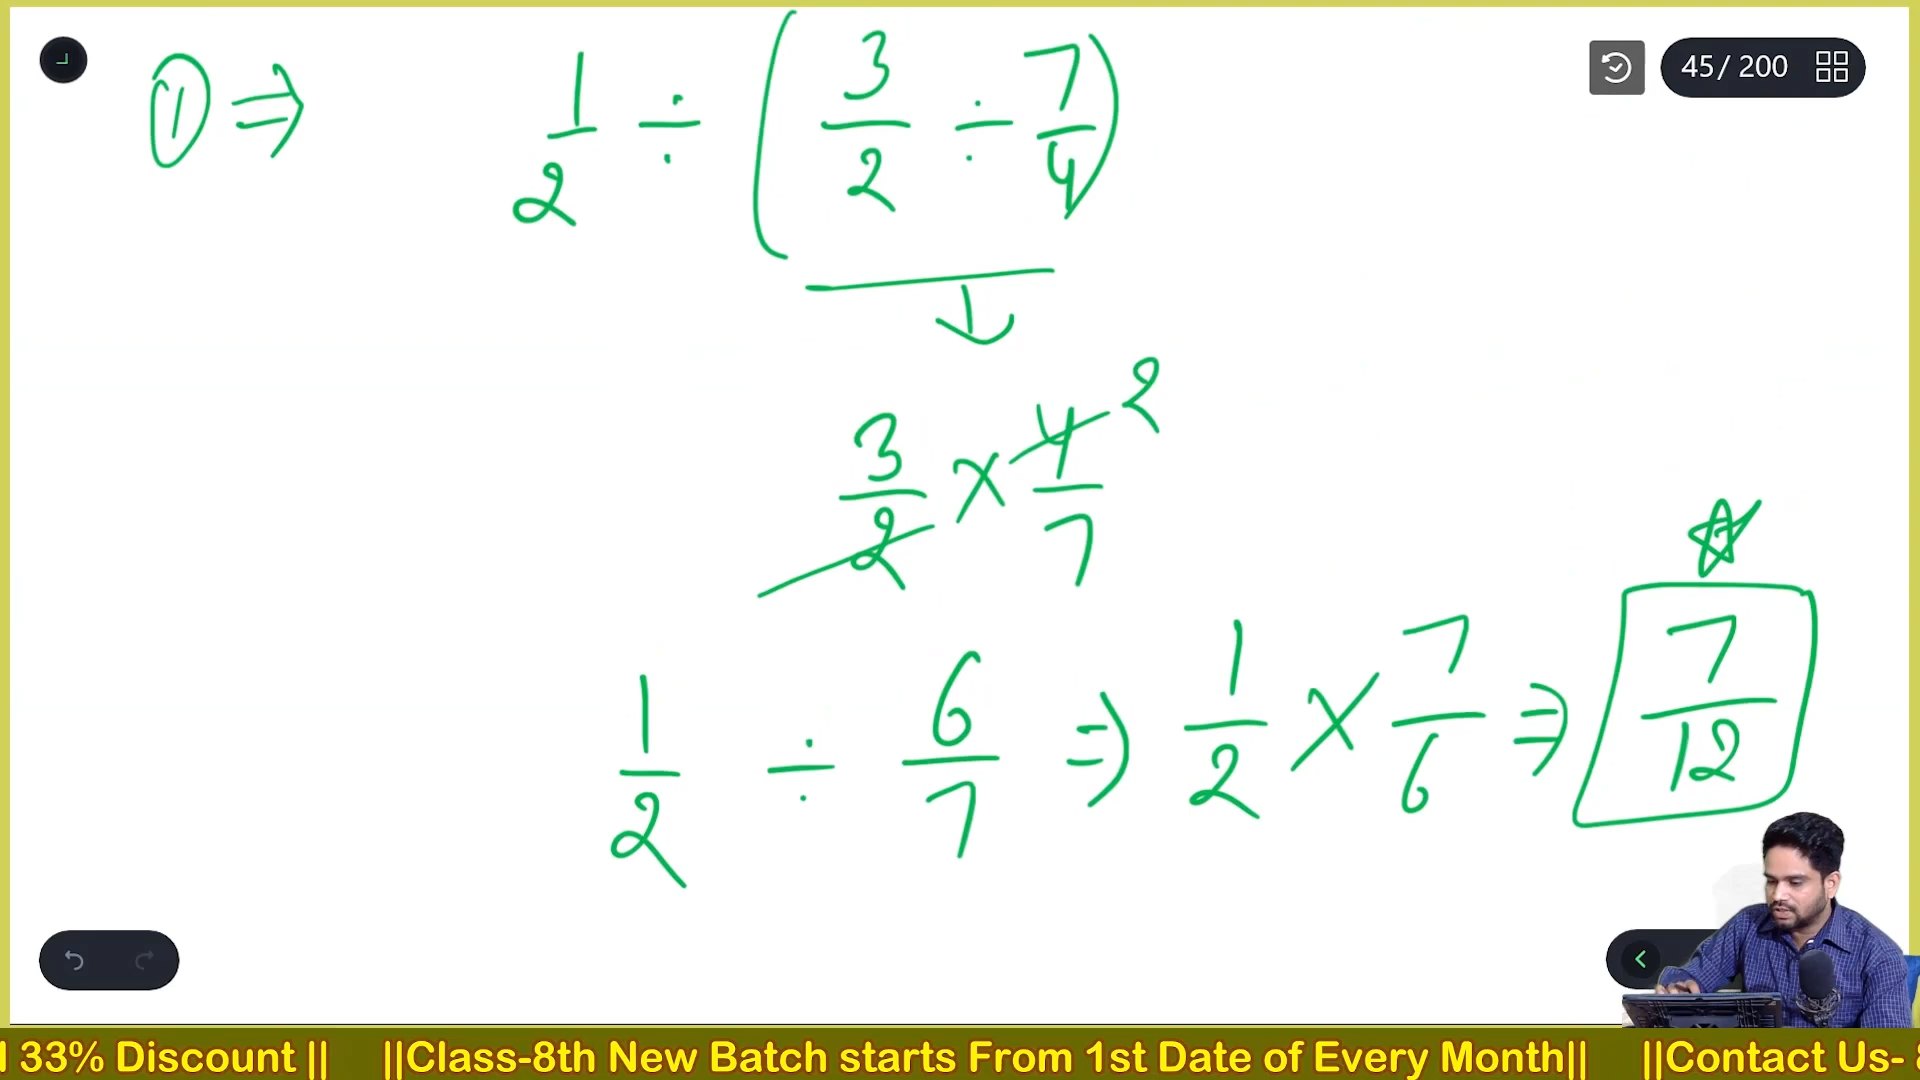 45/ 200
① ⇒ 1/2 ÷ ( 3/2 ÷ 7/4 )
↓
3/2 × 4/7 2
1/2 ÷ 6/7 ⇒ 1/2 × 7/6 ⇒ 7/12
33% Discount || ||Class-8th New Batch starts From 1st Date of Every Month|| ||Contact Us-